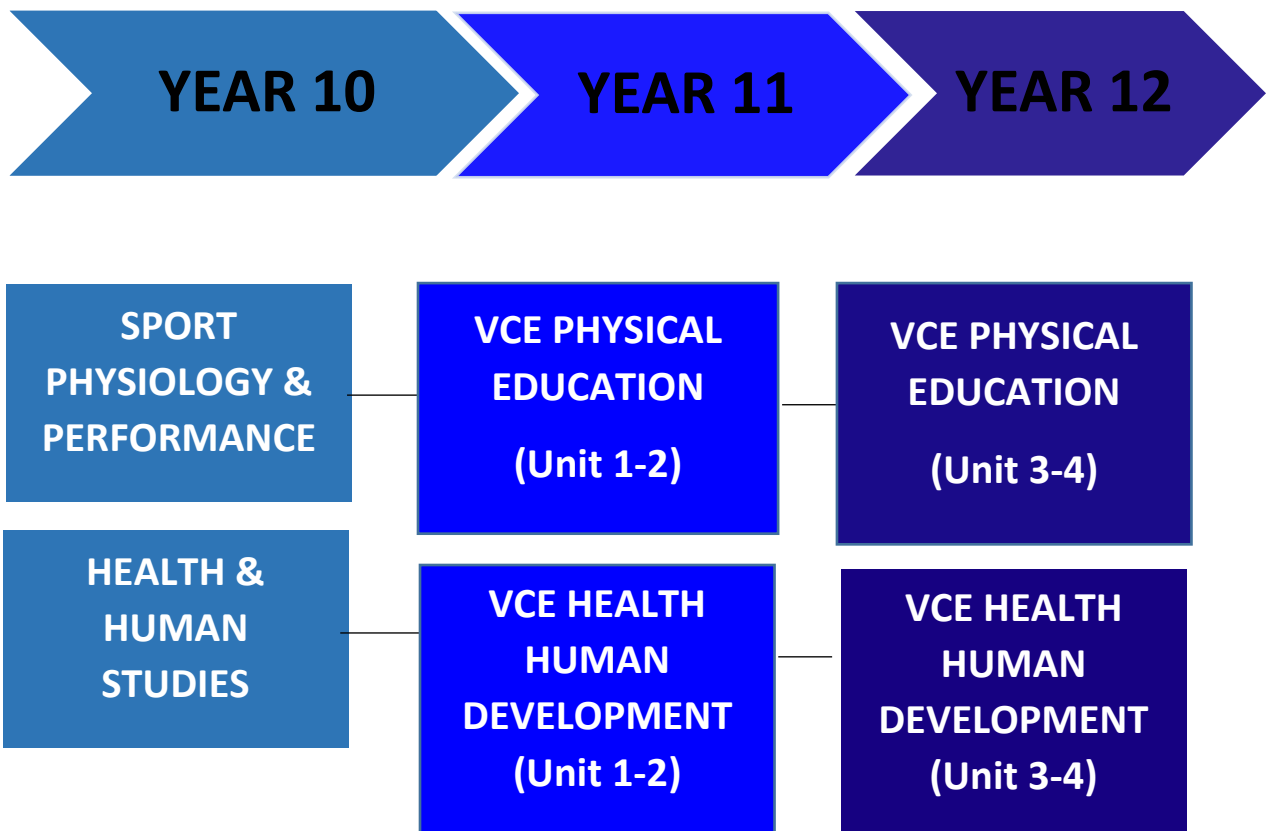 YEAR 10
YEAR 11
YEAR 12
SPORT
PHYSIOLOGY &
PERFORMANCE
VCE PHYSICAL
EDUCATION
(Unit 1-2)
VCE PHYSICAL
EDUCATION
(Unit 3-4)
HEALTH &
HUMAN
STUDIES
VCE HEALTH
HUMAN
DEVELOPMENT
(Unit 1-2)
VCE HEALTH
HUMAN
DEVELOPMENT
(Unit 3-4)